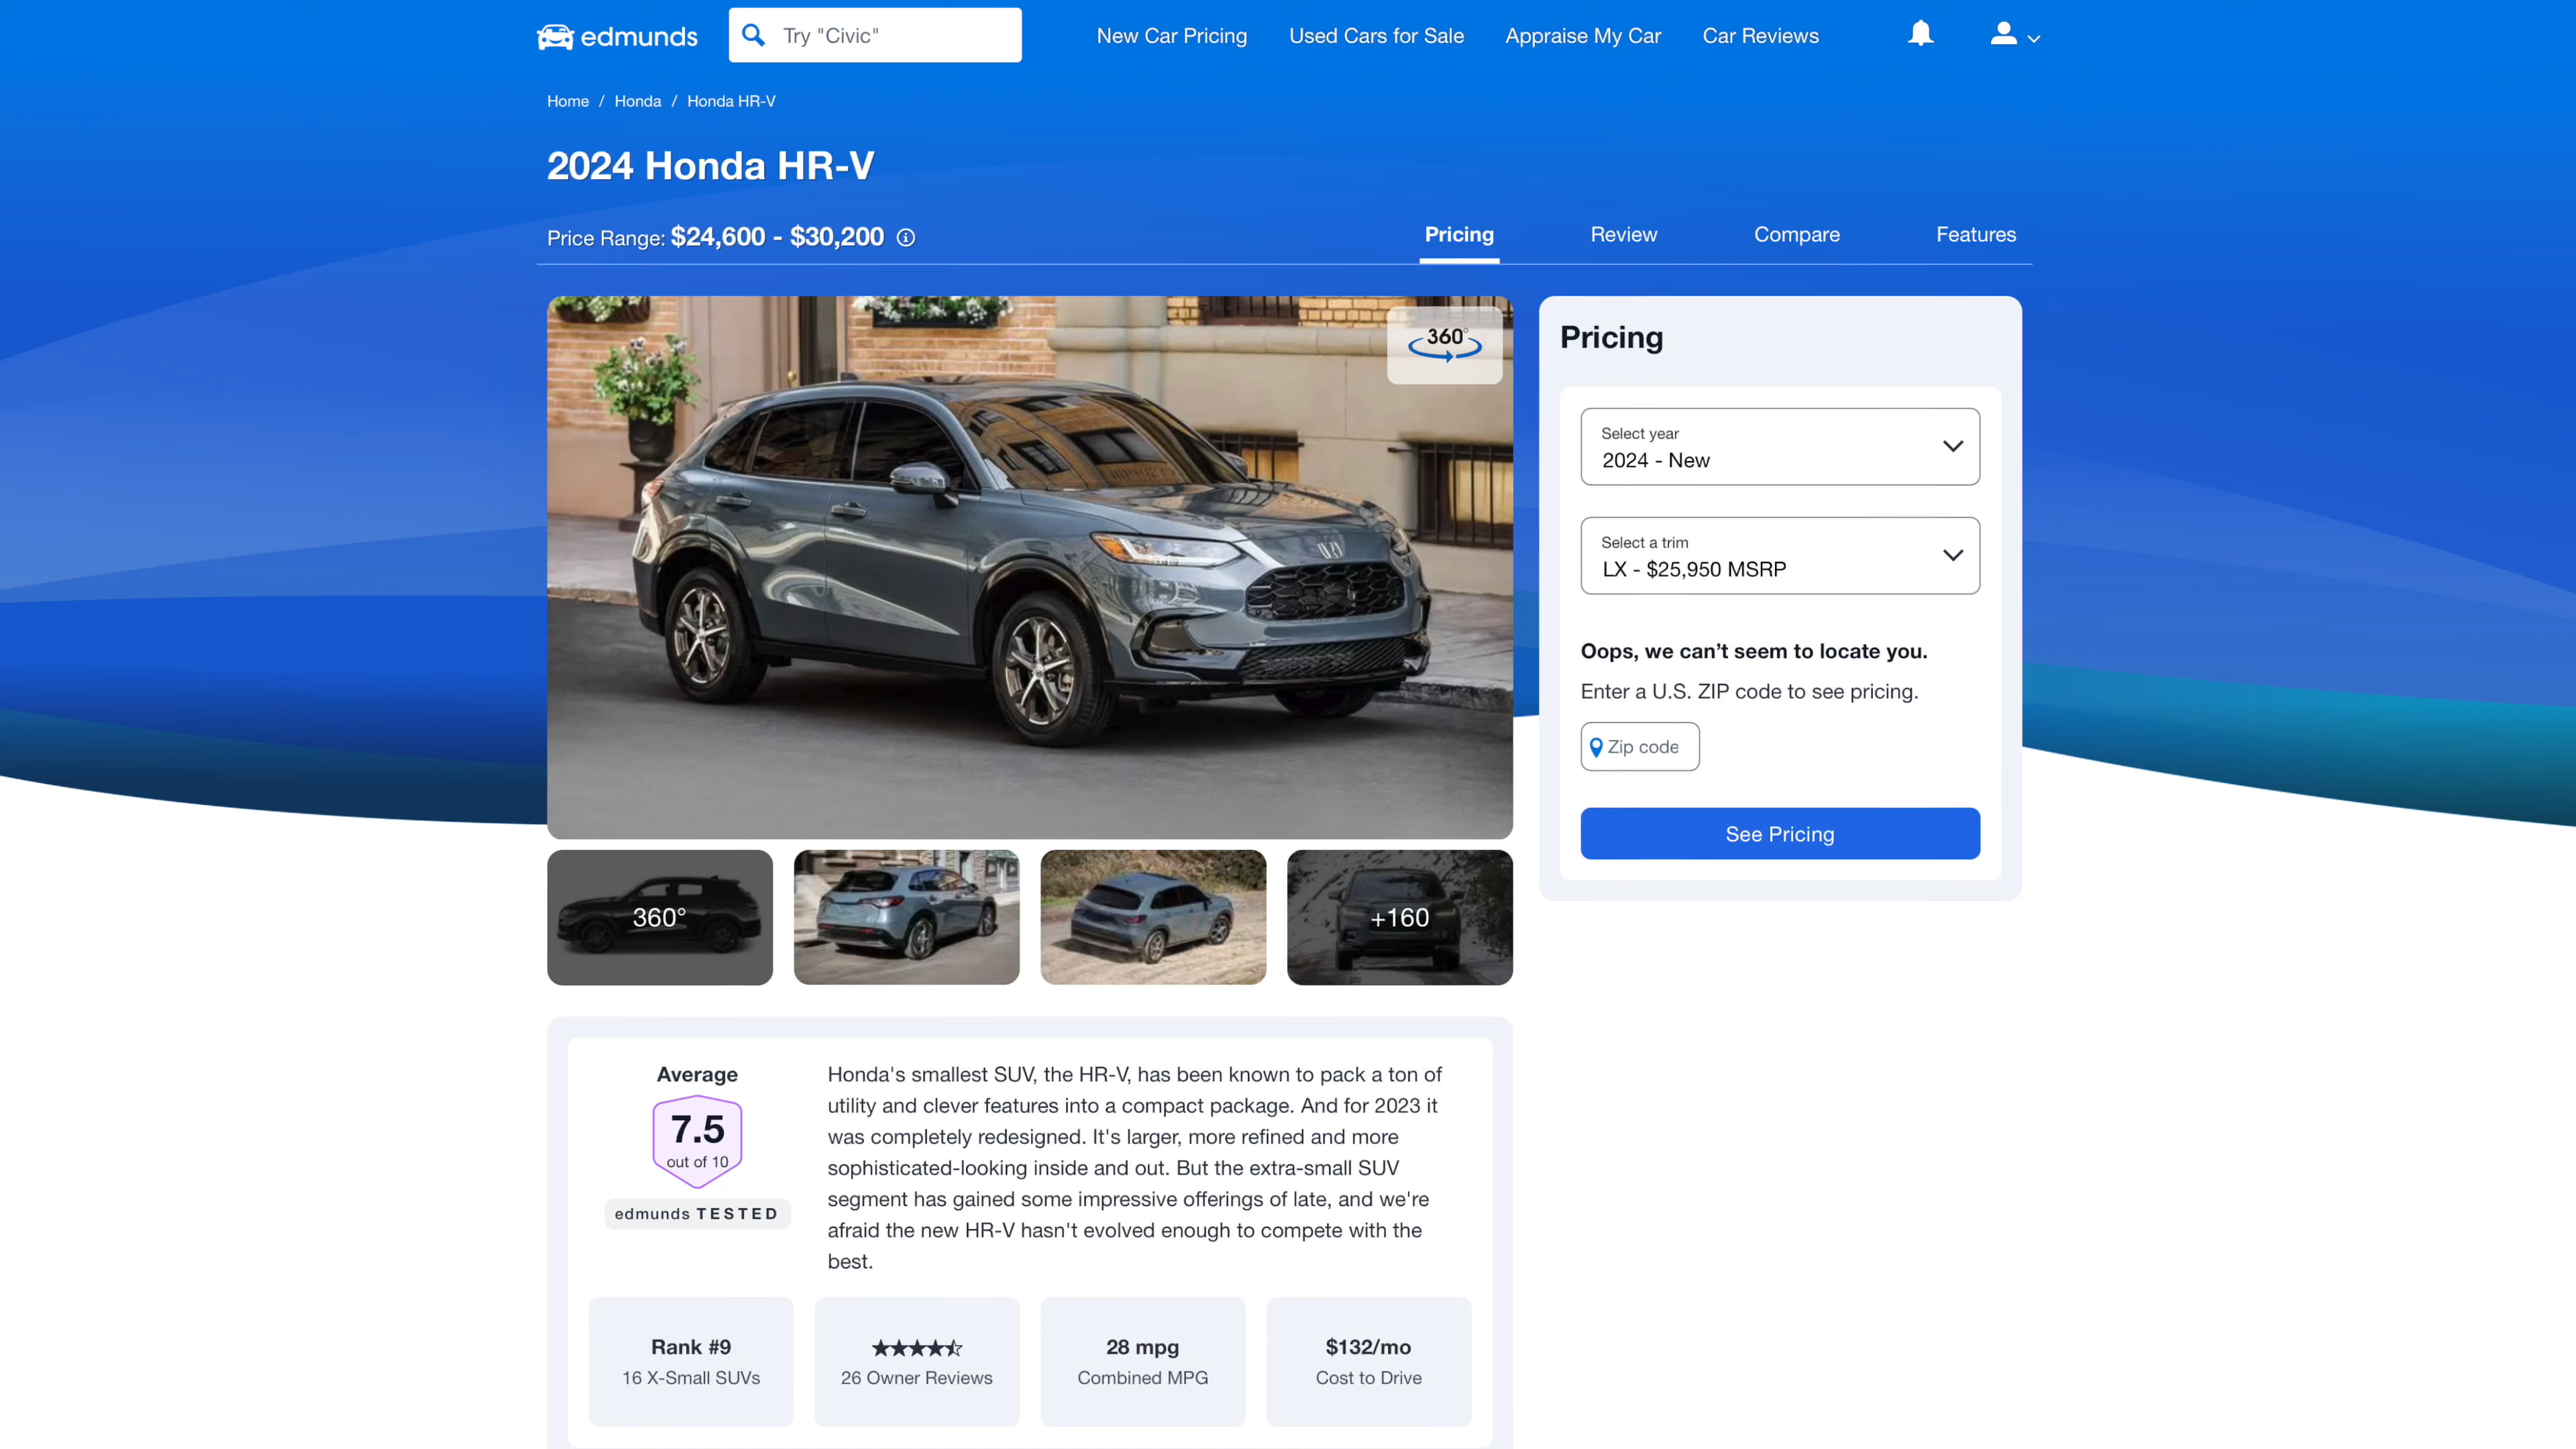 edmunds
Try "Civic"
New Car Pricing
Used Cars for Sale
Appraise My Car
Car Reviews
Home / Honda / Honda HR-V
2024 Honda HR-V
Price Range: $24,600 - $30,200
Pricing
Review
Compare
Features
360°
Pricing
Select year
2024 - New
Select a trim
LX - $25,950 MSRP
Oops, we can’t seem to locate you.
Enter a U.S. ZIP code to see pricing.
Zip code
See Pricing
360°
+160
Average
7.5
out of 10
edmunds TESTED
Honda's smallest SUV, the HR-V, has been known to pack a ton of
utility and clever features into a compact package. And for 2023 it
was completely redesigned. It's larger, more refined and more
sophisticated-looking inside and out. But the extra-small SUV
segment has gained some impressive offerings of late, and we're
afraid the new HR-V hasn't evolved enough to compete with the
best.
Rank #9
16 X-Small SUVs
26 Owner Reviews
28 mpg
Combined MPG
$132/mo
Cost to Drive